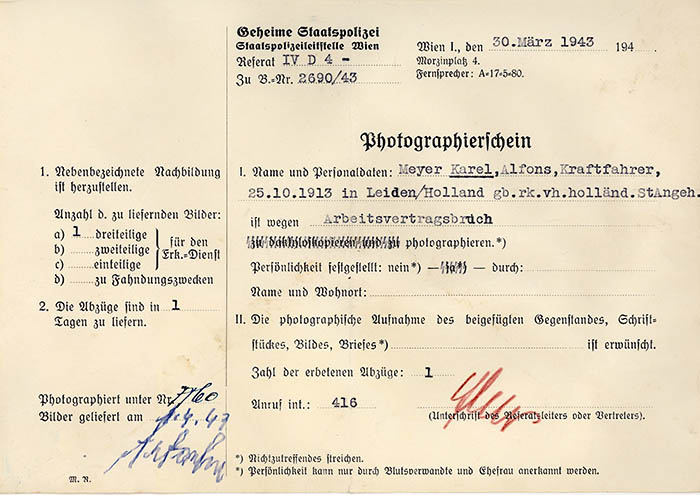 Geheime Staatspolizei
Staatspolizeileitstelle Wien
Referat IV D 4 -
Zu B.=Nr. 2690/43
Wien I., den 30. März 1943 194
Morzinplatz 4.
Fernsprecher: A=17=5=80.
Photographierschein
1. Nebenbezeichnete Nachbildung
ist herzustellen.
Anzahl d. zu liefernden Bilder:
a) 1 dreiteilige
b) zweiteilige
c) einteilige
für den
Erk.=Dienst
d) zu Fahndungszwecken
2. Die Abzüge sind in 1
Tagen zu liefern.
Photographiert unter Nr.
Bilder geliefert am
M. N.
I. Name und Personaldaten: Meyer Karel,Alfons,Kraftfahrer,
25.10.1913 in Leiden/Holland gb.rk.vh.holländ.StAngeh.
ist wegen Arbeitsvertragsbruch
zu daktyloskopieren und zu photographieren.*)
Persönlichkeit festgestellt: nein*) — ja*) — durch:
Name und Wohnort:
II. Die photographische Aufnahme des beigefügten Gegenstandes, Schrift=
stückes, Bildes, Briefes*) ist erwünscht.
Zahl der erbetenen Abzüge: 1
Anruf int.: 416
(Unterschrift des Referatsleiters oder Vertreters).
*) Nichtzutreffendes streichen.
*) Persönlichkeit kann nur durch Blutsverwandte und Ehefrau anerkannt werden.